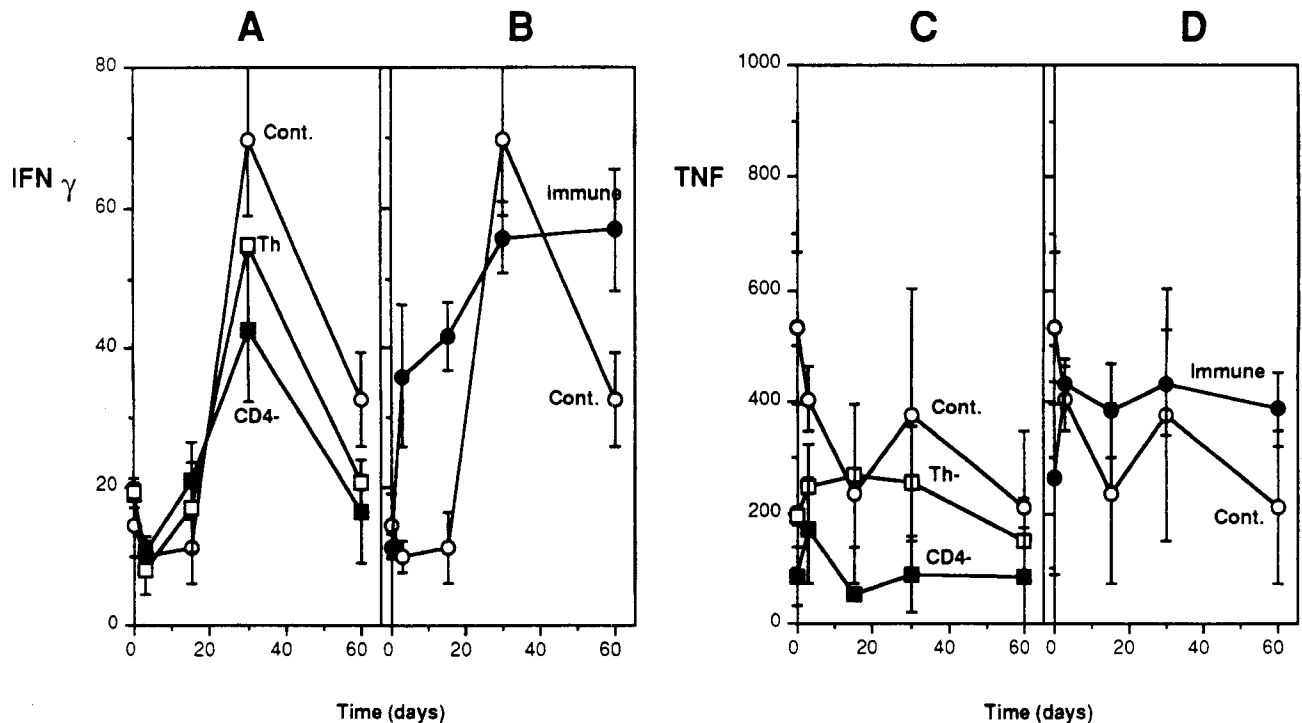 A B C D
IFN γ
80
60
40
20
0
Cont.
Th
CD4-
Immune
Cont.
0 20 40 60 0 20 40 60
Time (days)
TNF
1000
800
600
400
200
0
Cont.
Th-
CD4-
Immune
Cont.
0 20 40 60 0 20 40 60
Time (days)